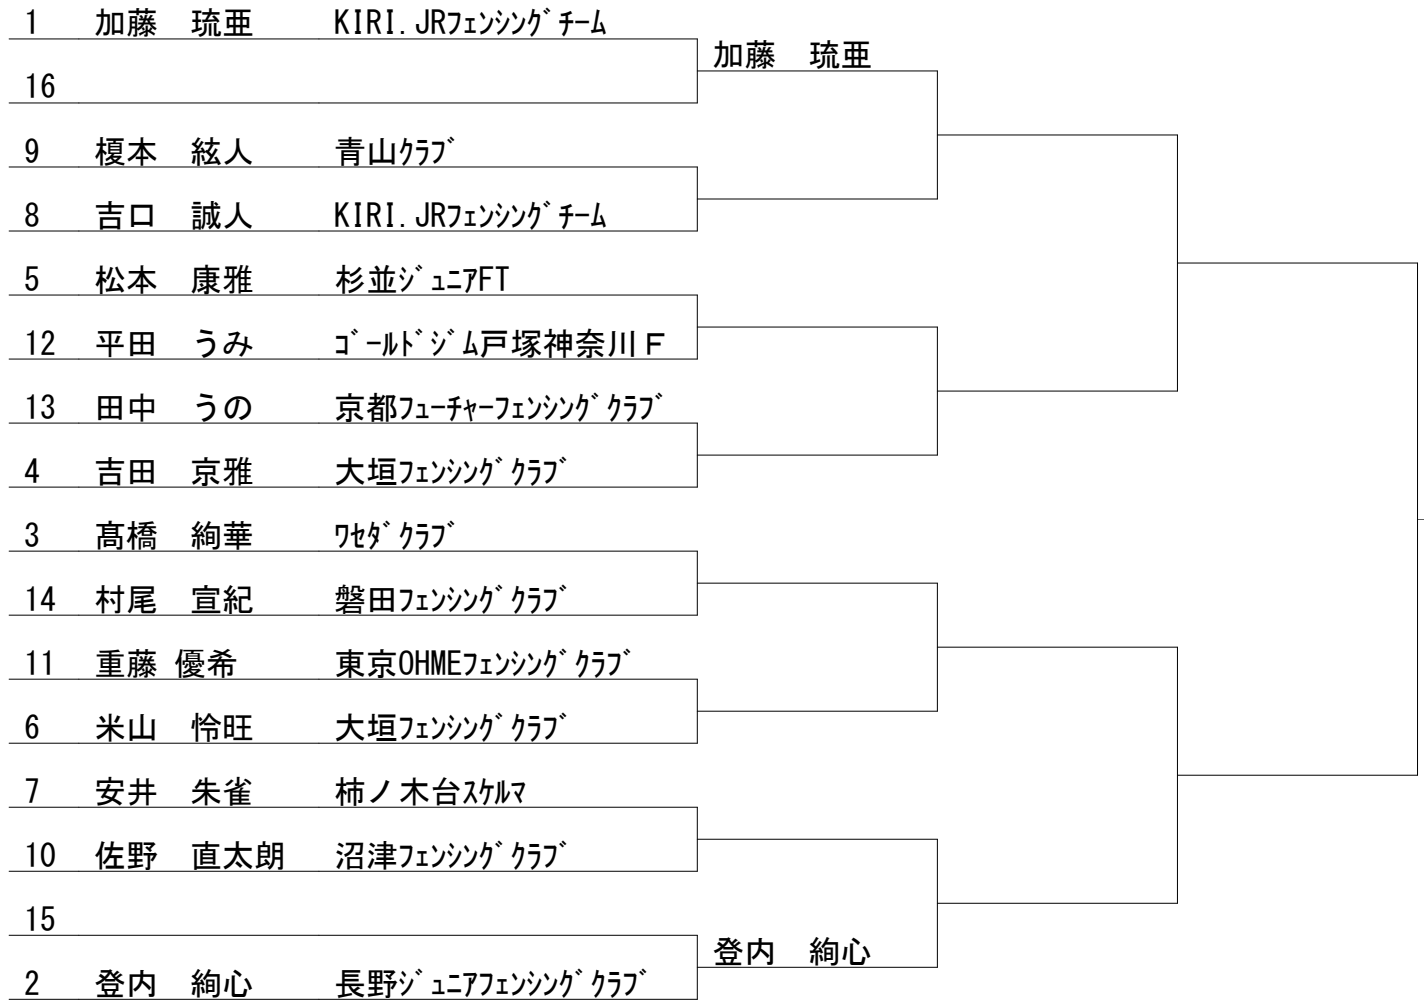 1 加藤　琉亜 KIRI.JRﾌｪﾝｼﾝｸﾞﾁｰﾑ
加藤　琉亜
16
9 榎本　絃人 青山ｸﾗﾌﾞ
8 吉口　誠人 KIRI.JRﾌｪﾝｼﾝｸﾞﾁｰﾑ
5 松本　康雅 杉並ｼﾞｭﾆｱFT
12 平田　うみ ｺﾞｰﾙﾄﾞｼﾞﾑ戸塚神奈川Ｆ
13 田中　うの 京都ﾌｭｰﾁｬｰﾌｪﾝｼﾝｸﾞｸﾗﾌﾞ
4 吉田　京雅 大垣ﾌｪﾝｼﾝｸﾞｸﾗﾌﾞ
3 髙橋　絢華 ﾜｾﾀﾞｸﾗﾌﾞ
14 村尾　宣紀 磐田ﾌｪﾝｼﾝｸﾞｸﾗﾌﾞ
11 重藤 優希 東京OHMEﾌｪﾝｼﾝｸﾞｸﾗﾌﾞ
6 米山　怜旺 大垣ﾌｪﾝｼﾝｸﾞｸﾗﾌﾞ
7 安井　朱雀 柿ノ木台ｽｹﾙﾏ
10 佐野　直太朗 沼津ﾌｪﾝｼﾝｸﾞｸﾗﾌﾞ
15
登内　絢心
2 登内　絢心 長野ｼﾞｭﾆｱﾌｪﾝｼﾝｸﾞｸﾗﾌﾞ